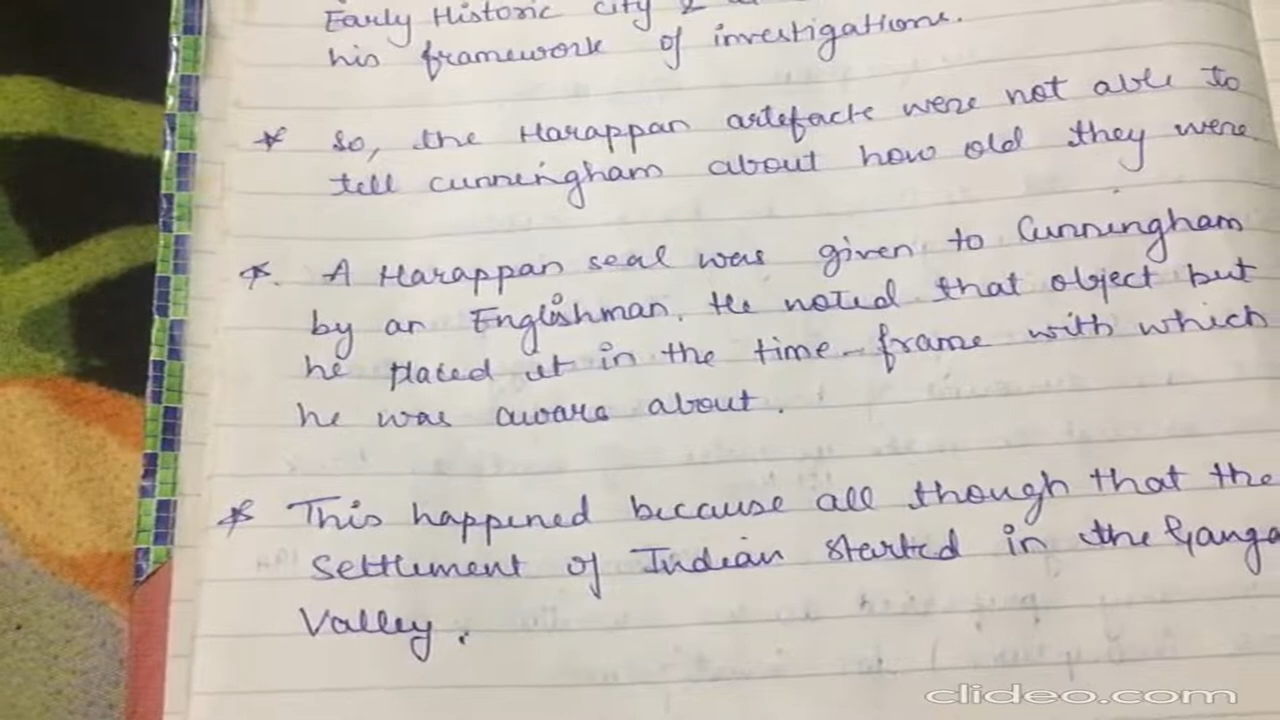 Early Historic city &
his framework of investigations.
* So, the Harappan artefacts were not able to
tell cunningham about how old they were
*. A Harappan seal was given to Cunningham
by an Englishman. He noted that object but
he placed it in the time-frame with which
he was aware about.
* This happened because all though that the
settlement of Indian started in the Ganga
Valley.
clideo.com